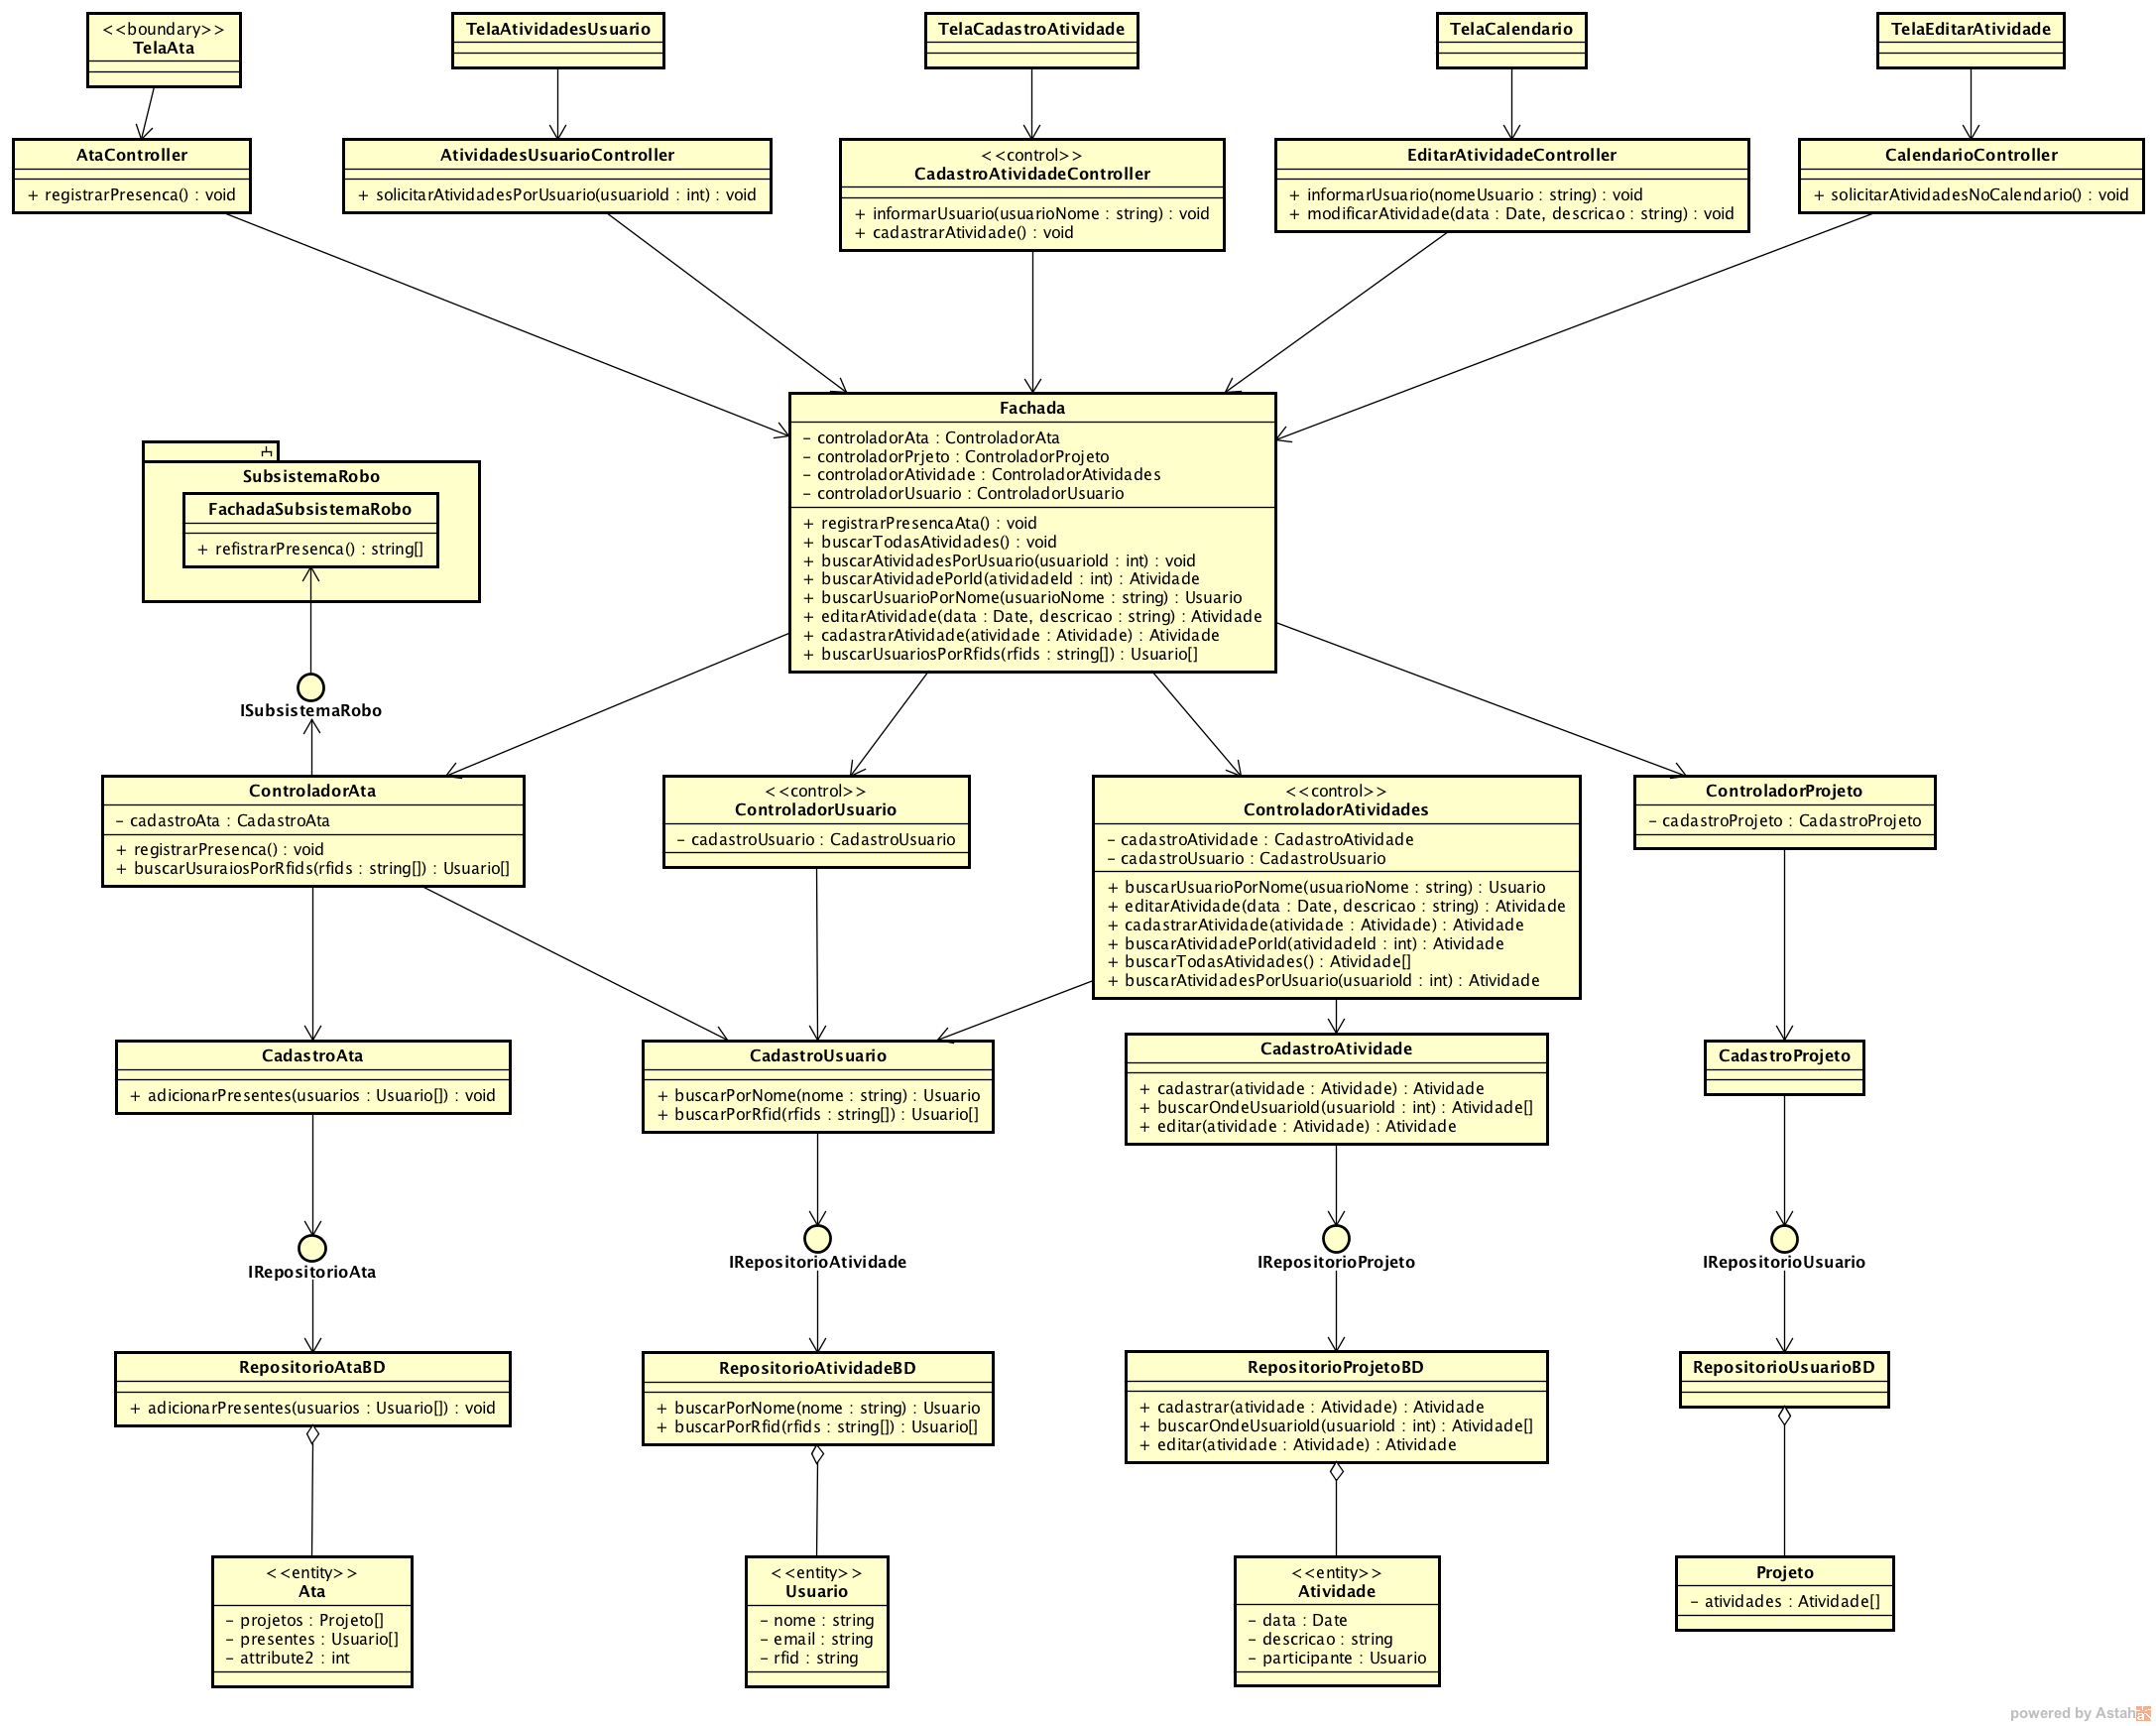 <<boundary>>
TelaAta
TelaAtividadesUsuario
TelaCadastroAtividade
TelaCalendario
TelaEditarAtividade
AtaController
+ registrarPresenca() : void
AtividadesUsuarioController
+ solicitarAtividadesPorUsuario(usuarioId : int) : void
<<control>>
CadastroAtividadeController
+ informarUsuario(usuarioNome : string) : void
+ cadastrarAtividade() : void
EditarAtividadeController
+ informarUsuario(nomeUsuario : string) : void
+ modificarAtividade(data : Date, descricao : string) : void
CalendarioController
+ solicitarAtividadesNoCalendario() : void
Fachada
- controladorAta : ControladorAta
- controladorPrjeto : ControladorProjeto
- controladorAtividade : ControladorAtividades
- controladorUsuario : ControladorUsuario
+ registrarPresencaAta() : void
+ buscarTodasAtividades() : void
+ buscarAtividadesPorUsuario(usuarioId : int) : void
+ buscarAtividadePorId(atividadeId : int) : Atividade
+ buscarUsuarioPorNome(usuarioNome : string) : Usuario
+ editarAtividade(data : Date, descricao : string) : Atividade
+ cadastrarAtividade(atividade : Atividade) : Atividade
+ buscarUsuariosPorRfids(rfids : string[]) : Usuario[]
SubsistemaRobo
FachadaSubsistemaRobo
+ refistrarPresenca() : string[]
ISubsistemaRobo
ControladorAta
- cadastroAta : CadastroAta
+ registrarPresenca() : void
+ buscarUsuraiosPorRfids(rfids : string[]) : Usuario[]
<<control>>
ControladorUsuario
- cadastroUsuario : CadastroUsuario
<<control>>
ControladorAtividades
- cadastroAtividade : CadastroAtividade
- cadastroUsuario : CadastroUsuario
+ buscarUsuarioPorNome(usuarioNome : string) : Usuario
+ editarAtividade(data : Date, descricao : string) : Atividade
+ cadastrarAtividade(atividade : Atividade) : Atividade
+ buscarAtividadePorId(atividadeId : int) : Atividade
+ buscarTodasAtividades() : Atividade[]
+ buscarAtividadesPorUsuario(usuarioId : int) : Atividade
ControladorProjeto
- cadastroProjeto : CadastroProjeto
CadastroAta
+ adicionarPresentes(usuarios : Usuario[]) : void
CadastroUsuario
+ buscarPorNome(nome : string) : Usuario
+ buscarPorRfid(rfids : string[]) : Usuario[]
CadastroAtividade
+ cadastrar(atividade : Atividade) : Atividade
+ buscarOndeUsuarioId(usuarioId : int) : Atividade[]
+ editar(atividade : Atividade) : Atividade
CadastroProjeto
IRepositorioAta
IRepositorioAtividade
IRepositorioProjeto
IRepositorioUsuario
RepositorioAtaBD
+ adicionarPresentes(usuarios : Usuario[]) : void
RepositorioAtividadeBD
+ buscarPorNome(nome : string) : Usuario
+ buscarPorRfid(rfids : string[]) : Usuario[]
RepositorioProjetoBD
+ cadastrar(atividade : Atividade) : Atividade
+ buscarOndeUsuarioId(usuarioId : int) : Atividade[]
+ editar(atividade : Atividade) : Atividade
RepositorioUsuarioBD
<<entity>>
Ata
- projetos : Projeto[]
- presentes : Usuario[]
- attribute2 : int
<<entity>>
Usuario
- nome : string
- email : string
- rfid : string
<<entity>>
Atividade
- data : Date
- descricao : string
- participante : Usuario
Projeto
- atividades : Atividade[]
powered by Astah